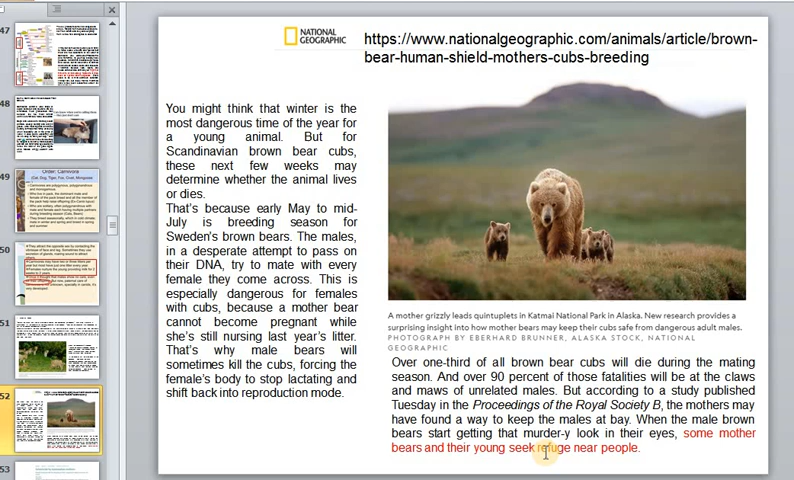 47
48
49
50
51
52
53
Order: Carnivora
NATIONAL
GEOGRAPHIC
https://www.nationalgeographic.com/animals/article/brown-
bear-human-shield-mothers-cubs-breeding
You might think that winter is the
most dangerous time of the year for
a young animal. But for
Scandinavian brown bear cubs,
these next few weeks may
determine whether the animal lives
or dies.
That's because early May to mid-
July is breeding season for
Sweden's brown bears. The males,
in a desperate attempt to pass on
their DNA, try to mate with every
female they come across. This is
especially dangerous for females
with cubs, because a mother bear
cannot become pregnant while
she's still nursing last year's litter.
That's why male bears will
sometimes kill the cubs, forcing the
female's body to stop lactating and
shift back into reproduction mode.
A mother grizzly leads quintuplets in Katmai National Park in Alaska. New research provides a
surprising insight into how mother bears may keep their cubs safe from dangerous adult males.
PHOTOGRAPH BY EBERHARD BRUNNER, ALASKA STOCK, NATIONAL
GEOGRAPHIC
Over one-third of all brown bear cubs will die during the mating
season. And over 90 percent of those fatalities will be at the claws
and maws of unrelated males. But according to a study published
Tuesday in the Proceedings of the Royal Society B, the mothers may
have found a way to keep the males at bay. When the male brown
bears start getting that murder-y look in their eyes, some mother
bears and their young seek refuge near people.